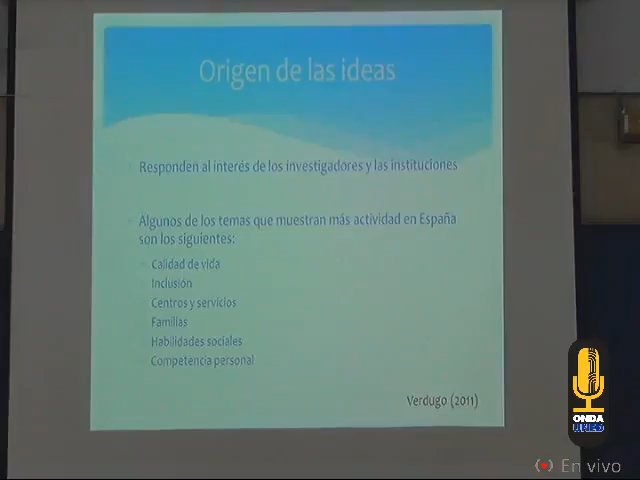 Origen de las ideas
Responden al interés de los investigadores y las instituciones
Algunos de los temas que muestran más actividad en España
son los siguientes:
Calidad de vida
Inclusión
Centros y servicios
Familias
Habilidades sociales
Competencia personal
Verdugo (2011)
ONDA
UNED
En vivo